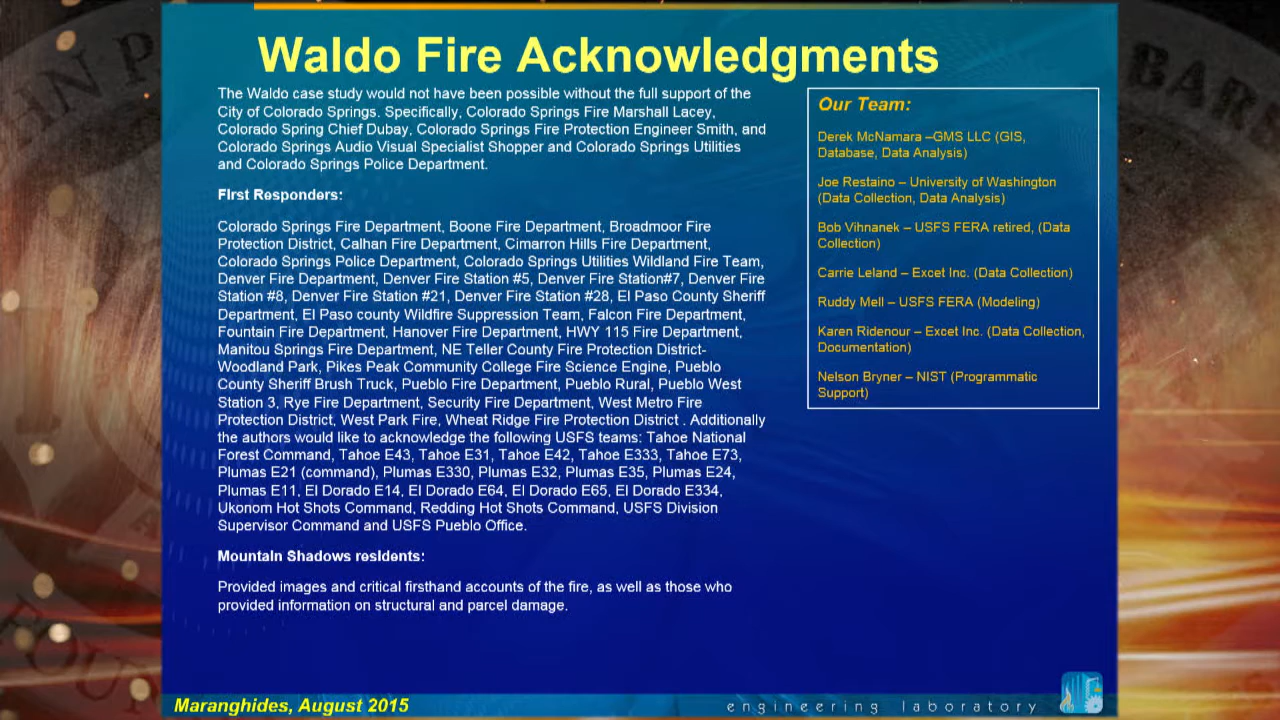 Waldo Fire Acknowledgments
The Waldo case study would not have been possible without the full support of the
City of Colorado Springs. Specifically, Colorado Springs Fire Marshall Lacey,
Colorado Spring Chief Dubay, Colorado Springs Fire Protection Engineer Smith, and
Colorado Springs Audio Visual Specialist Shopper and Colorado Springs Utilities
and Colorado Springs Police Department.
First Responders:
Colorado Springs Fire Department, Boone Fire Department, Broadmoor Fire
Protection District, Calhan Fire Department, Cimarron Hills Fire Department,
Colorado Springs Police Department, Colorado Springs Utilities Wildland Fire Team,
Denver Fire Department, Denver Fire Station #5, Denver Fire Station#7, Denver Fire
Station #8, Denver Fire Station #21, Denver Fire Station #28, El Paso County Sheriff
Department, El Paso county Wildfire Suppression Team, Falcon Fire Department,
Fountain Fire Department, Hanover Fire Department, HWY 115 Fire Department,
Manitou Springs Fire Department, NE Teller County Fire Protection District-
Woodland Park, Pikes Peak Community College Fire Science Engine, Pueblo
County Sheriff Brush Truck, Pueblo Fire Department, Pueblo Rural, Pueblo West
Station 3, Rye Fire Department, Security Fire Department, West Metro Fire
Protection District, West Park Fire, Wheat Ridge Fire Protection District . Additionally
the authors would like to acknowledge the following USFS teams: Tahoe National
Forest Command, Tahoe E43, Tahoe E31, Tahoe E42, Tahoe E333, Tahoe E73,
Plumas E21 (command), Plumas E330, Plumas E32, Plumas E35, Plumas E24,
Plumas E11, El Dorado E14, El Dorado E64, El Dorado E65, El Dorado E334,
Ukonom Hot Shots Command, Redding Hot Shots Command, USFS Division
Supervisor Command and USFS Pueblo Office.
Mountain Shadows residents:
Provided images and critical firsthand accounts of the fire, as well as those who
provided information on structural and parcel damage.
Our Team:
Derek McNamara –GMS LLC (GIS,
Database, Data Analysis)
Joe Restaino – University of Washington
(Data Collection, Data Analysis)
Bob Vihnanek – USFS FERA retired, (Data
Collection)
Carrie Leland – Excet Inc. (Data Collection)
Ruddy Mell – USFS FERA (Modeling)
Karen Ridenour – Excet Inc. (Data Collection,
Documentation)
Nelson Bryner – NIST (Programmatic
Support)
Maranghides, August 2015
engineering laboratory